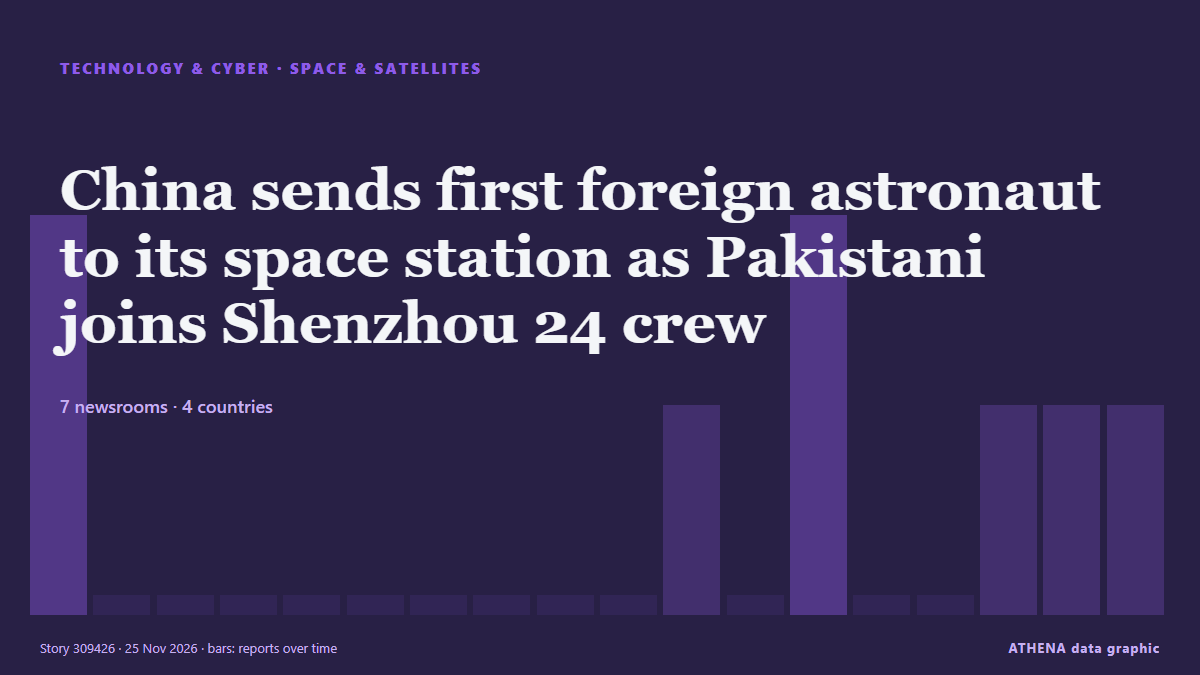 TECHNOLOGY & CYBER · SPACE & SATELLITES
China sends first foreign astronaut
to its space station as Pakistani
joins Shenzhou 24 crew
7 newsrooms · 4 countries
Story 309426 · 25 Nov 2026 · bars: reports over time
ATHENA data graphic